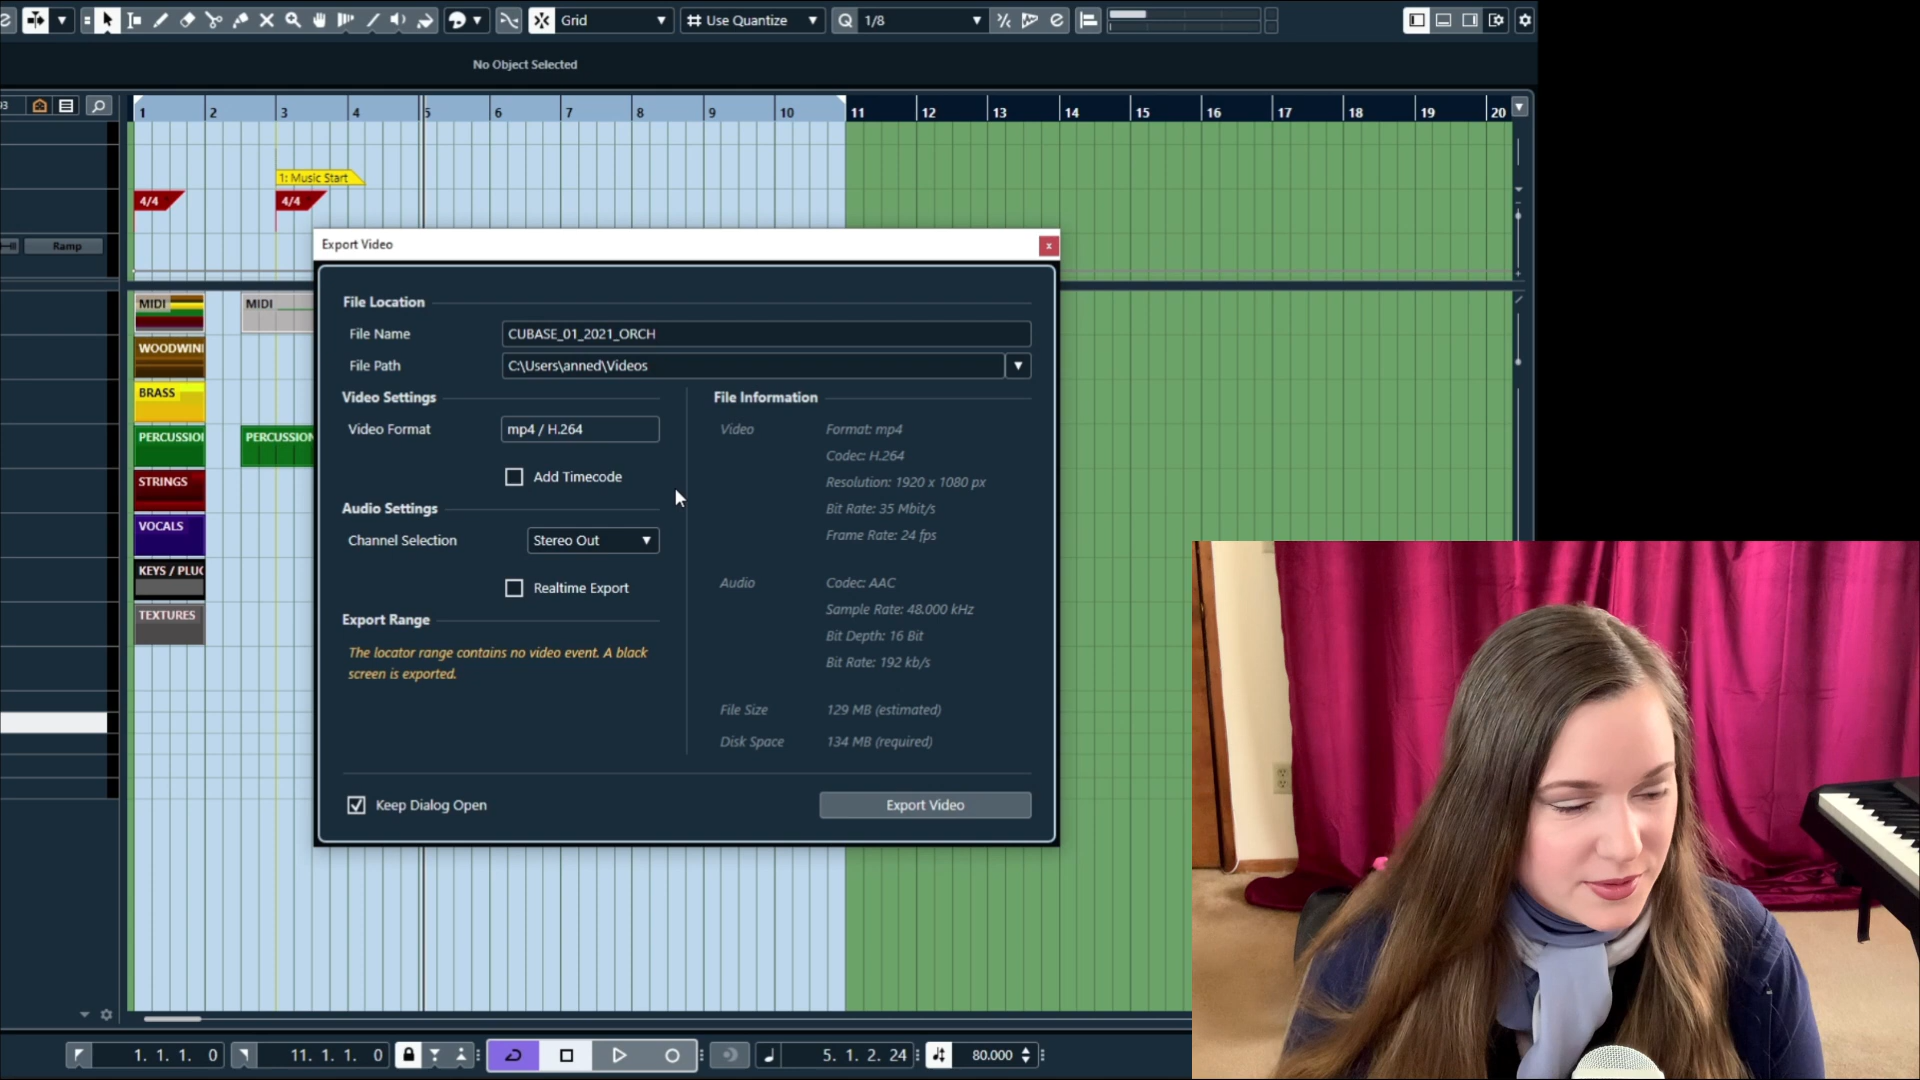 Grid
Use Quantize
Q 1/8
No Object Selected
1 2 3 4 5 6 7 8 9 10 11 12 13 14 15 16 17 18 19 20
1: Music Start
4/4 4/4
Ramp
Export Video
x
File Location
File Name CUBASE_01_2021_ORCH
File Path C:\Users\anned\Videos
Video Settings
Video Format mp4 / H.264
Add Timecode
Audio Settings
Channel Selection Stereo Out
Realtime Export
Export Range
The locator range contains no video event. A black
screen is exported.
File Information
Video Format: mp4
Codec: H.264
Resolution: 1920 x 1080 px
Bit Rate: 35 Mbit/s
Frame Rate: 24 fps
Audio Codec: AAC
Sample Rate: 48.000 kHz
Bit Depth: 16 Bit
Bit Rate: 192 kb/s
File Size 129 MB (estimated)
Disk Space 134 MB (required)
Keep Dialog Open
Export Video
MIDI MIDI
WOODWIN
BRASS
PERCUSSIO PERCUSSION
STRINGS
VOCALS
KEYS / PLUC
TEXTURES
1. 1. 1. 0
11. 1. 1. 0
5. 1. 2. 24
80.000